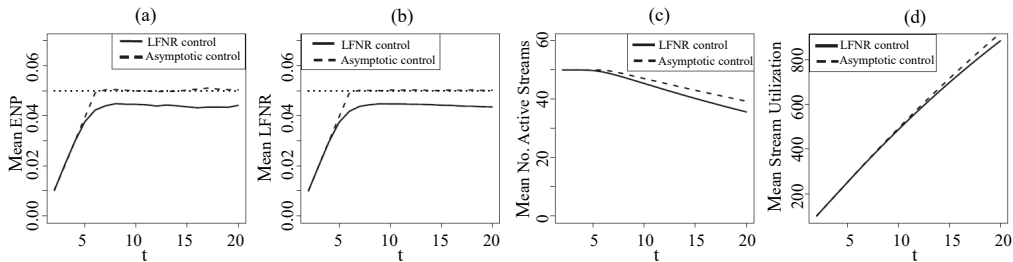 (a)
Mean ENP
0.00
0.02
0.04
0.06
LFNR control
Asymptotic control
5
10
15
20
t
(b)
Mean LFNR
0.00
0.02
0.04
0.06
LFNR control
Asymptotic control
5
10
15
20
t
(c)
Mean No. Active Streams
0
20
40
60
LFNR control
Asymptotic control
5
10
15
20
t
(d)
Mean Stream Utilization
200
400
600
800
LFNR control
Asymptotic control
5
10
15
20
t